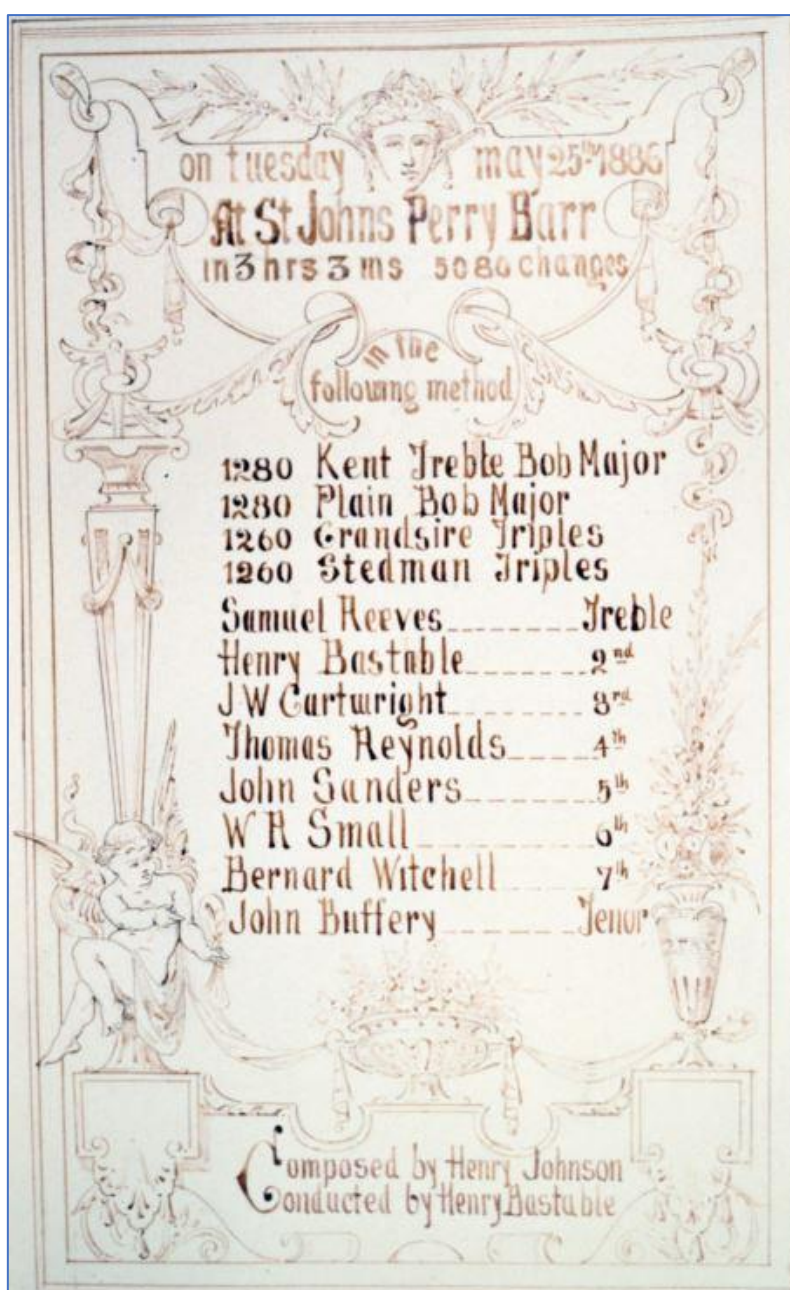 on tuesday may 25th 1886
At St Johns Perry Barr
in 3 hrs 3 ms 5080 changes
in the
following method
1280 Kent Treble Bob Major
1280 Plain Bob Major
1260 Grandsire Triples
1260 Stedman Triples
Samuel Reeves Treble
Henry Bastable 2nd
J W Cartwright 3rd
Thomas Reynolds 4th
John Sanders 5th
W R Small 6th
Bernard Witchell 7th
John Buffery Tenor
Composed by Henry Johnson
Conducted by Henry Bastable